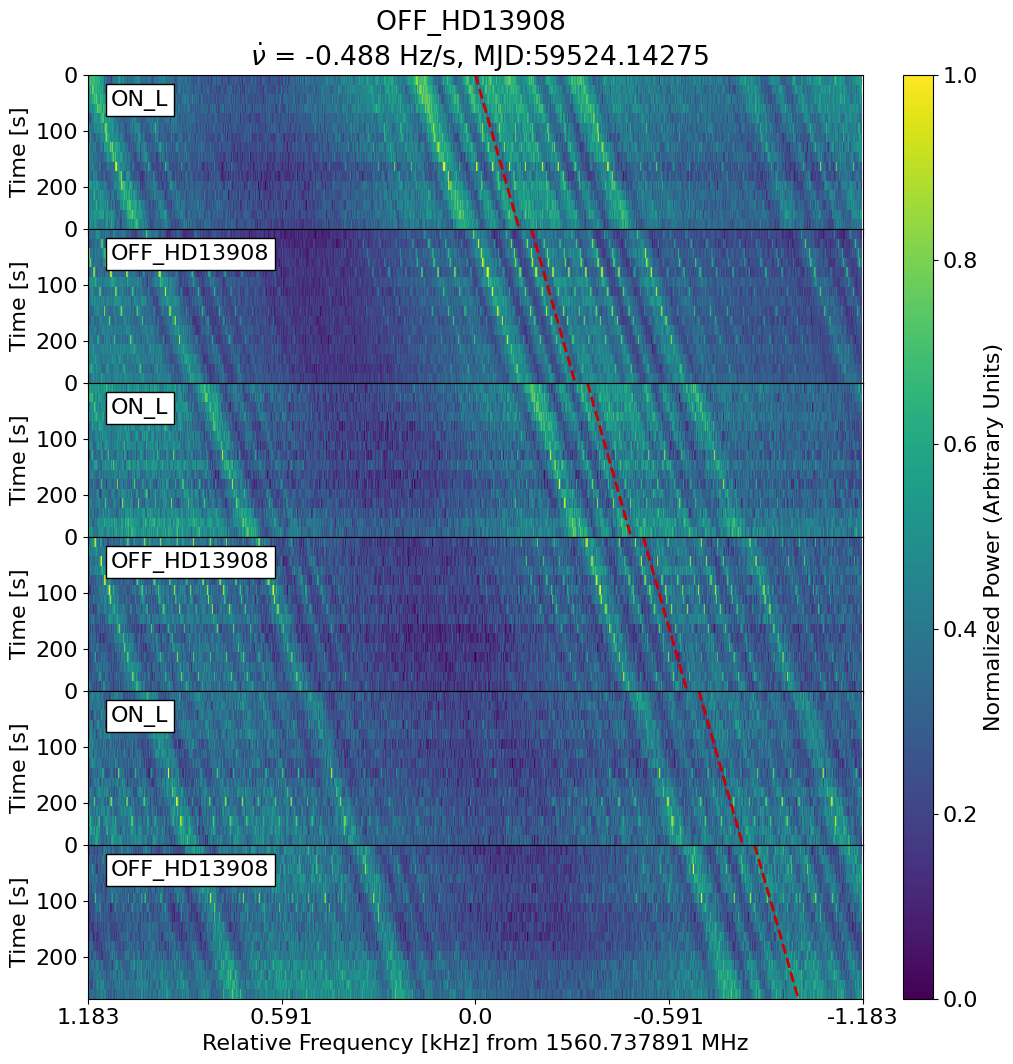 OFF_HD13908
ν̇ = -0.488 Hz/s, MJD:59524.14275
0
100
200
Time [s]
ON_L
0
100
200
Time [s]
OFF_HD13908
0
100
200
Time [s]
ON_L
0
100
200
Time [s]
OFF_HD13908
0
100
200
Time [s]
ON_L
0
100
200
Time [s]
OFF_HD13908
1.183 0.591 0.0 -0.591 -1.183
Relative Frequency [kHz] from 1560.737891 MHz
1.0
0.8
0.6
0.4
0.2
0.0
Normalized Power (Arbitrary Units)